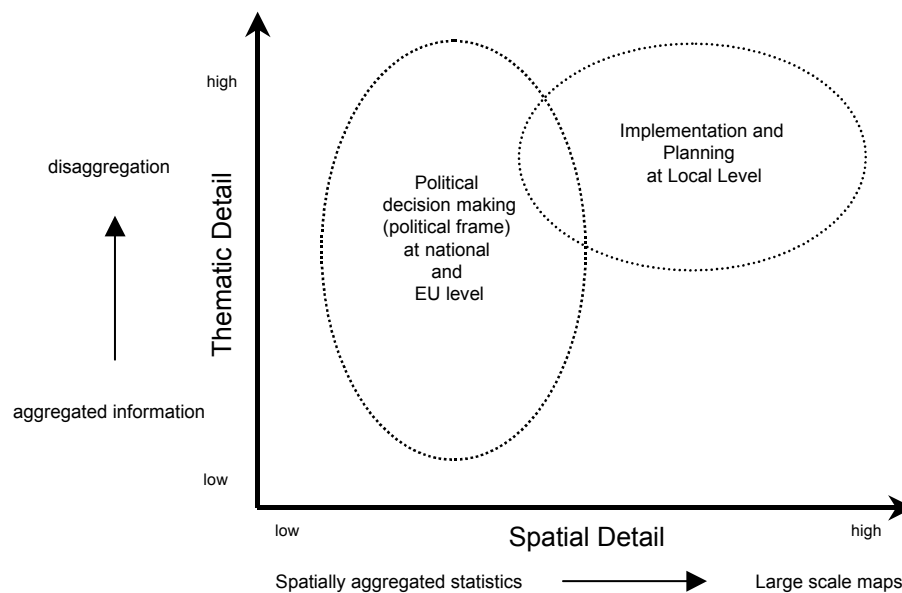 high
disaggregation
Thematic Detail
aggregated information
low
Political
decision making
(political frame)
at national
and
EU level
Implementation and
Planning
at Local Level
low
Spatial Detail
high
Spatially aggregated statistics
Large scale maps